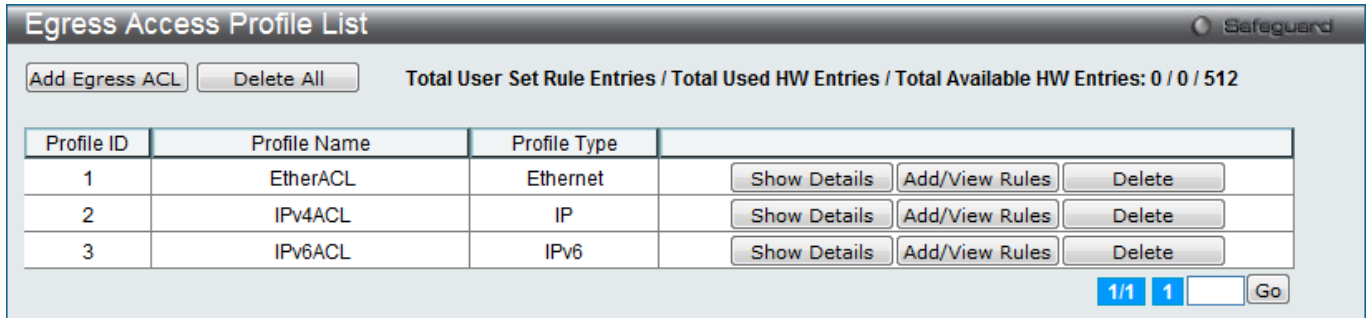 Egress Access Profile List Safeguard
Add Egress ACL Delete All Total User Set Rule Entries / Total Used HW Entries / Total Available HW Entries: 0 / 0 / 512
Profile ID Profile Name Profile Type
1 EtherACL Ethernet Show Details Add/View Rules Delete
2 IPv4ACL IP Show Details Add/View Rules Delete
3 IPv6ACL IPv6 Show Details Add/View Rules Delete
1/1 1 Go